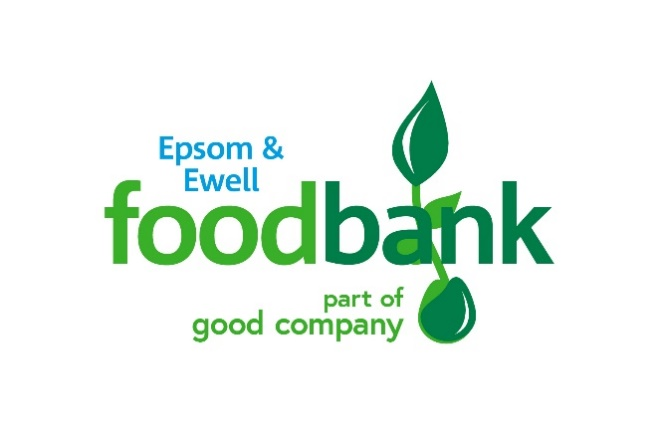 Epsom &
Ewell
foodbank
part of
good company